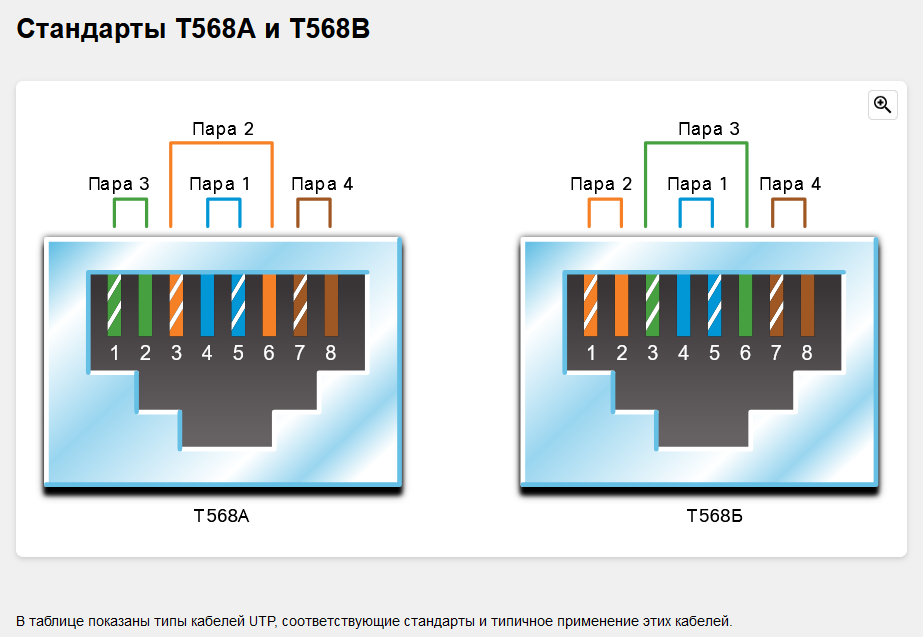 Стандарты T568A и T568B
Пара 2
Пара 3 Пара 1 Пара 4
1 2 3 4 5 6 7 8
T568A
Пара 3
Пара 2 Пара 1 Пара 4
1 2 3 4 5 6 7 8
T568Б
В таблице показаны типы кабелей UTP, соответствующие стандарты и типичное применение этих кабелей.